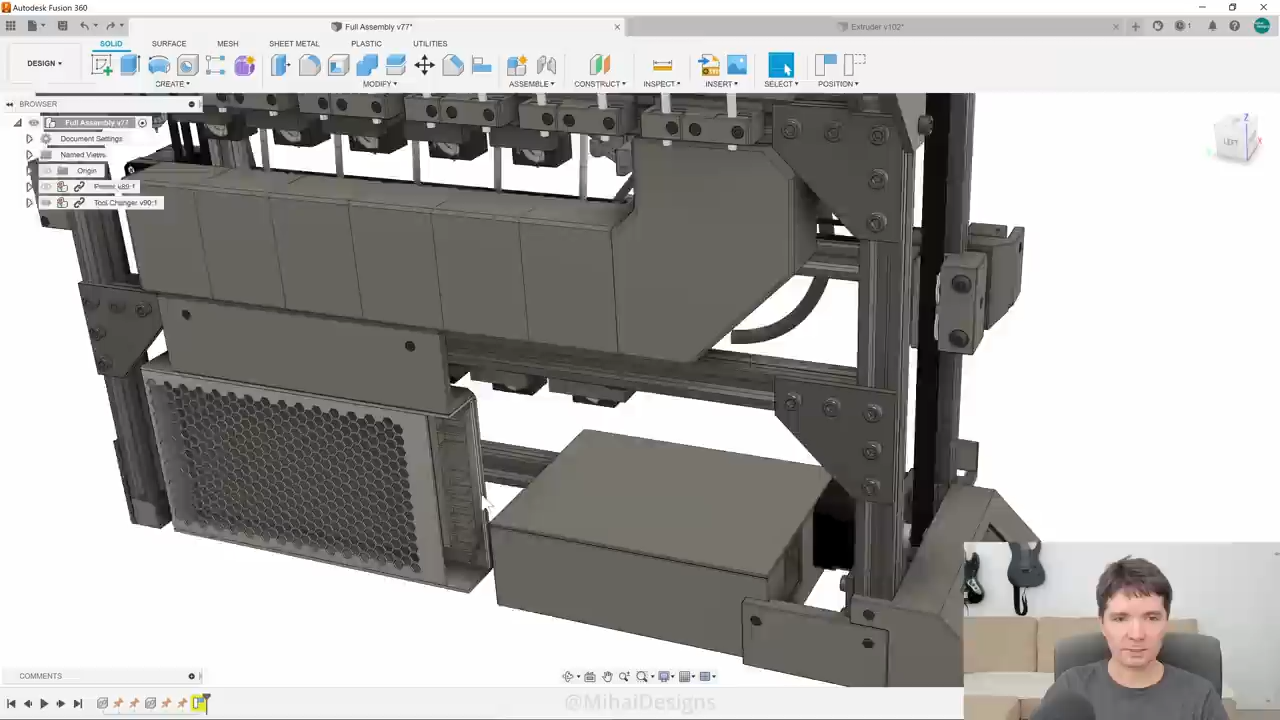 Autodesk Fusion 360
Full Assembly v77*
Extruder v102*
1
DESIGN
SOLID
SURFACE
MESH
SHEET METAL
PLASTIC
UTILITIES
CREATE
MODIFY
ASSEMBLE
CONSTRUCT
INSPECT
INSERT
SELECT
POSITION
BROWSER
Full Assembly v77
Document Settings
Named Views
Origin
Tool Changer v90:1
Z
LEFT
X
COMMENTS
@MihaiDesigns